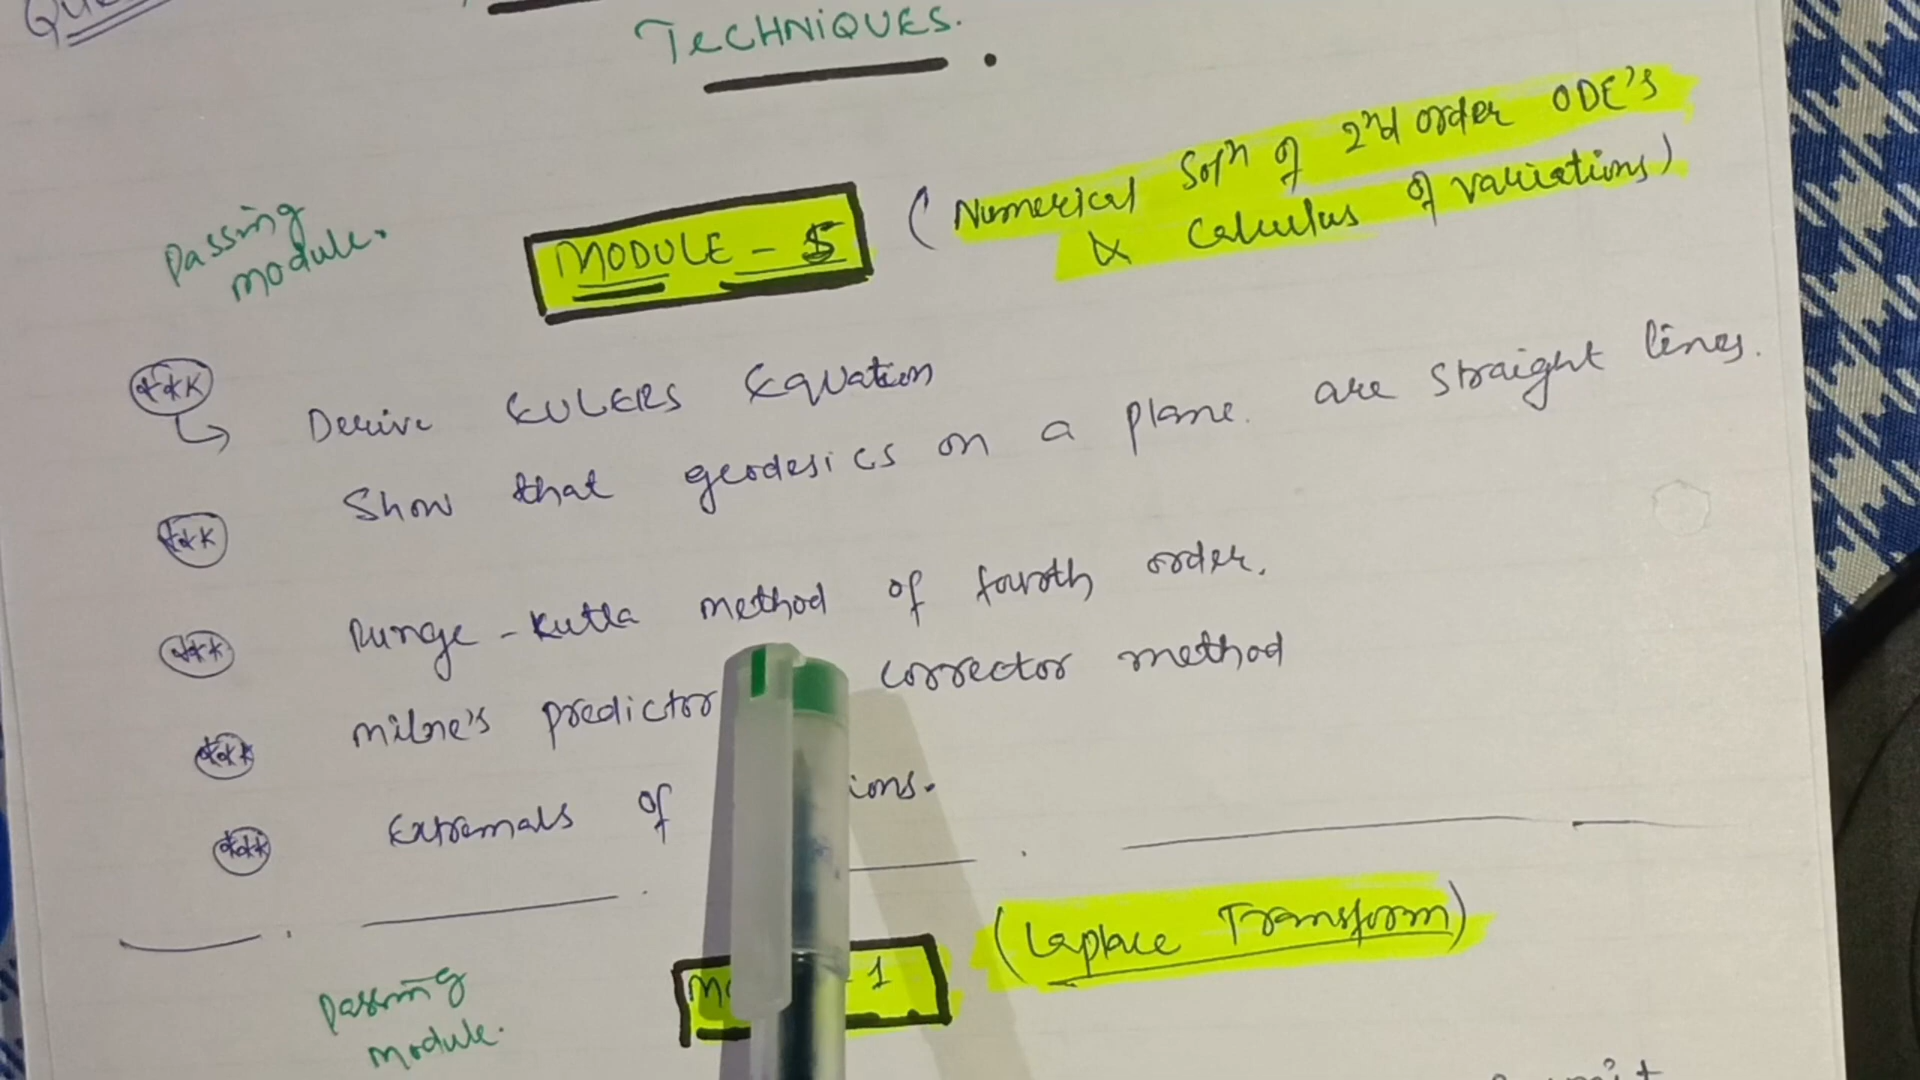 TECHNIQUES.
Passing
module.
MODULE - 5
(Numerical Solⁿ of 2nd order ODE's
& Calculus of variations)
*** Derive EULERS Equation
*** Show that geodesics on a plane. are straight lines.
*** Runge-Kutta method of fourth order.
*** milne's predictor corrector method
*** Extremals of ions.
passing
module.
1
(Laplace Transform)